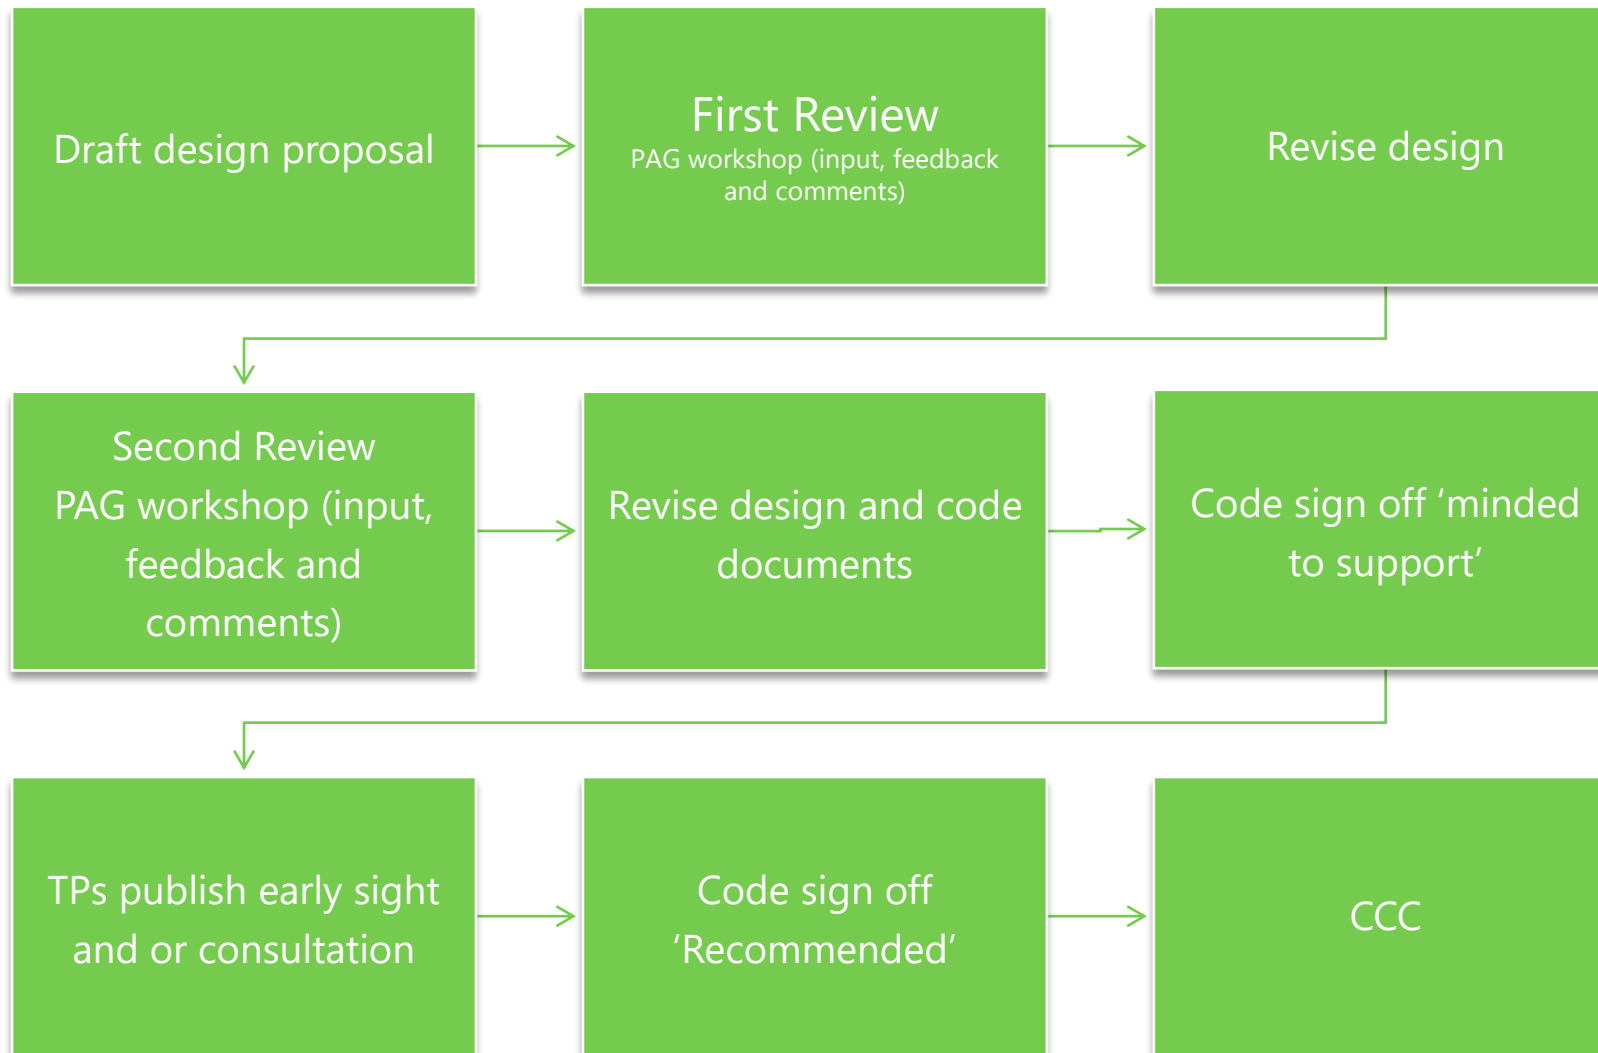 Draft design proposal
First Review
PAG workshop (input, feedback
and comments)
Revise design
Second Review
PAG workshop (input,
feedback and
comments)
Revise design and code
documents
Code sign off ‘minded
to support’
TPs publish early sight
and or consultation
Code sign off
‘Recommended’
CCC